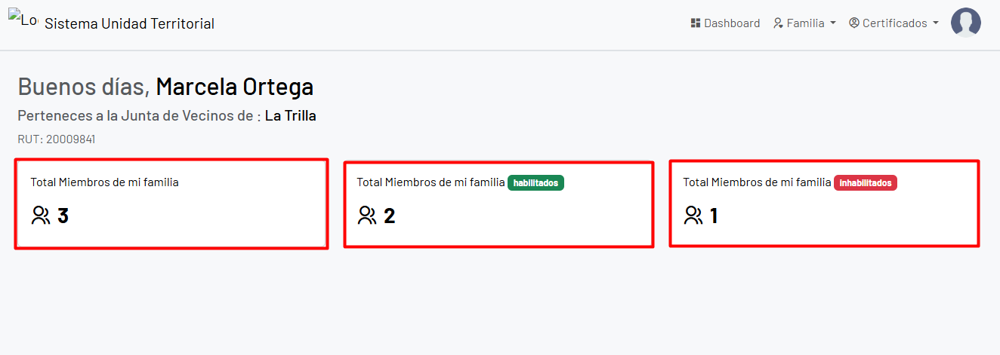 Lo Sistema Unidad Territorial Dashboard Familia Certificados
Buenos días, Marcela Ortega
Perteneces a la Junta de Vecinos de : La Trilla
RUT: 20009841
Total Miembros de mi familia
3
Total Miembros de mi familia habilitados
2
Total Miembros de mi familia inhabilitados
1